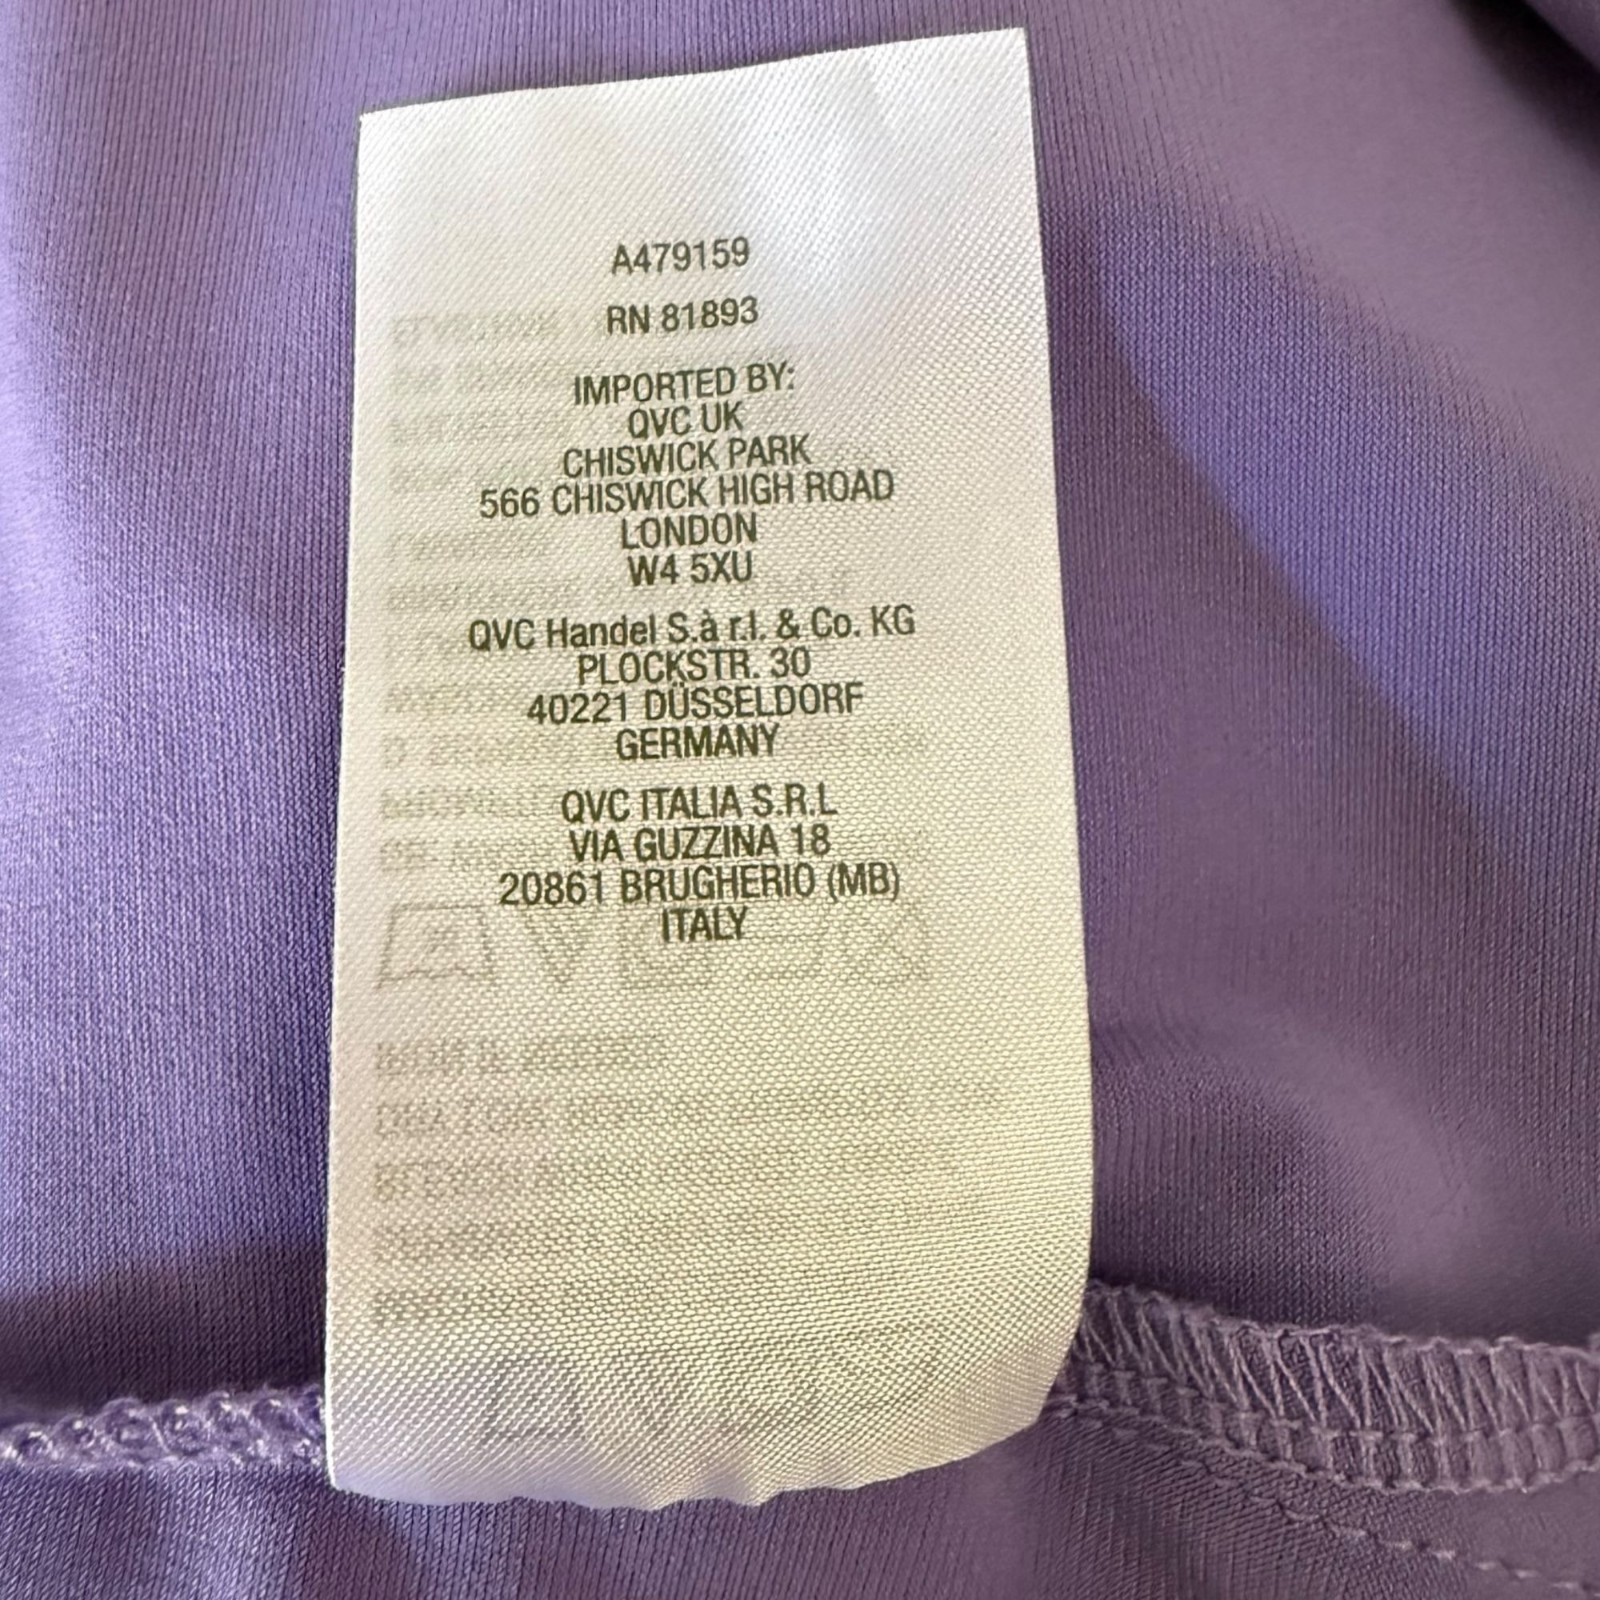 A479159
RN 81893
IMPORTED BY:
QVC UK
CHISWICK PARK
566 CHISWICK HIGH ROAD
LONDON
W4 5XU
QVC Handel S.à r.l. & Co. KG
PLOCKSTR. 30
40221 DÜSSELDORF
GERMANY
QVC ITALIA S.R.L
VIA GUZZINA 18
20861 BRUGHERIO (MB)
ITALY